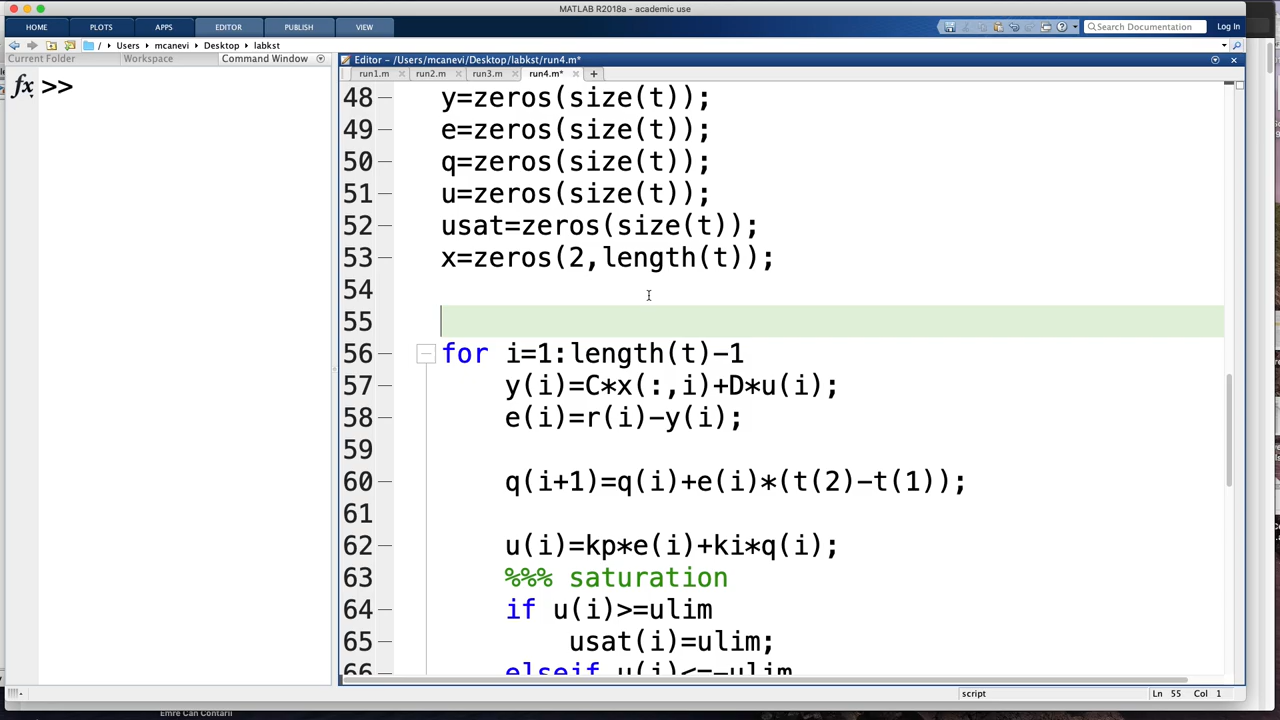 MATLAB R2018a - academic use
HOME PLOTS APPS EDITOR PUBLISH VIEW Search Documentation Log In
/ Users mcanevi Desktop labkst
Current Folder Workspace Command Window
Editor - /Users/mcanevi/Desktop/labkst/run4.m*
run1.m run2.m run3.m run4.m*
fx >>
48 y=zeros(size(t));
49 e=zeros(size(t));
50 q=zeros(size(t));
51 u=zeros(size(t));
52 usat=zeros(size(t));
53 x=zeros(2,length(t));
54
55
56 for i=1:length(t)-1
57 y(i)=C*x(:,i)+D*u(i);
58 e(i)=r(i)-y(i);
59
60 q(i+1)=q(i)+e(i)*(t(2)-t(1));
61
62 u(i)=kp*e(i)+ki*q(i);
63 %%% saturation
64 if u(i)>=ulim
65 usat(i)=ulim;
66 elseif u(i)<=-ulim
script Ln 55 Col 1
Emre Can Contarli